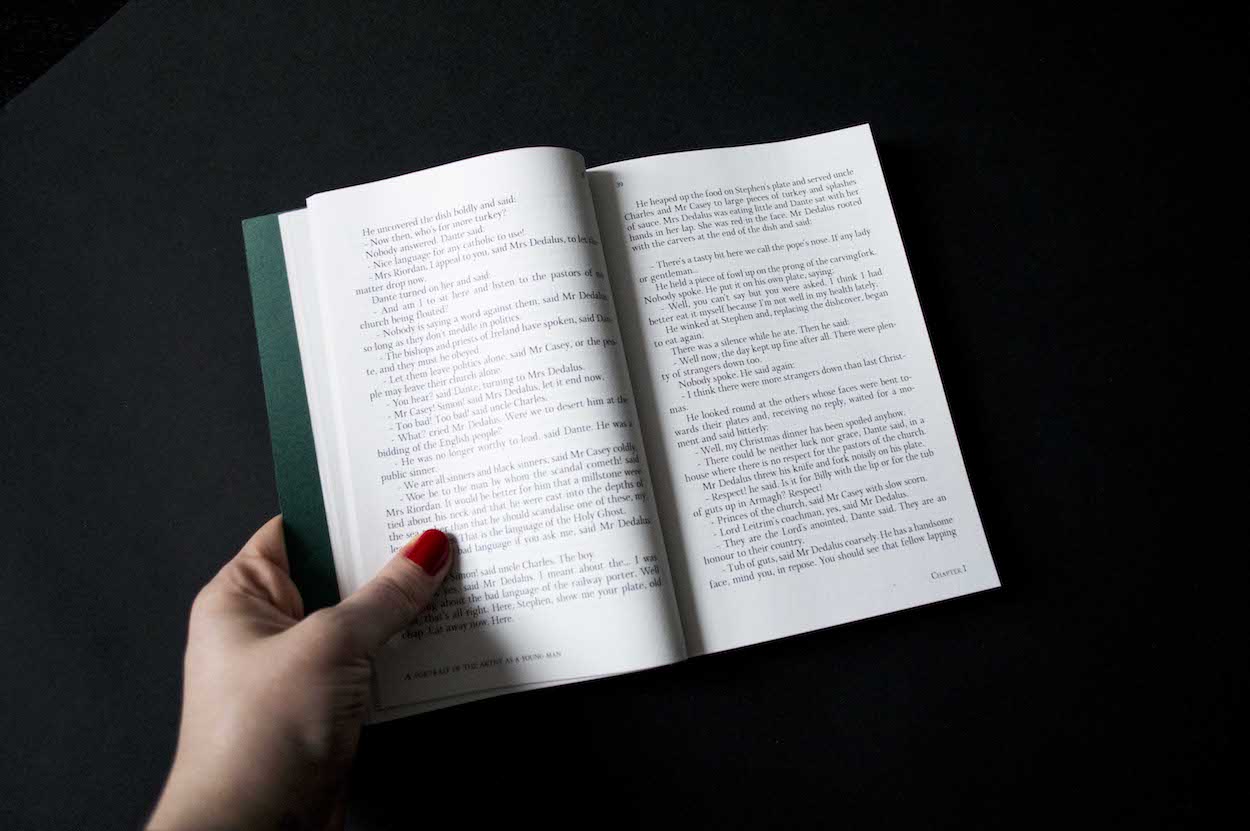 He uncovered the dish boldly and said:
- Now then, who's for more turkey?
Nobody answered. Dante said:
- Nice language for any catholic to use!
- Mrs Riordan, I appeal to you, said Mrs Dedalus, to let the
matter drop now.
Dante turned on her and said:
- And am I to sit here and listen to the pastors of my
church being flouted?
- Nobody is saying a word against them, said Mr Dedalus,
so long as they don't meddle in politics.
- The bishops and priests of Ireland have spoken, said Dan-
te, and they must be obeyed.
- Let them leave politics alone, said Mr Casey, or the peo-
ple may leave their church alone.
- You hear? said Dante, turning to Mrs Dedalus.
- Mr Casey! Simon! said Mrs Dedalus, let it end now.
- Too bad! Too bad! said uncle Charles.
- What? cried Mr Dedalus. Were we to desert him at the
bidding of the English people?
- He was no longer worthy to lead, said Dante. He was a
public sinner.
- We are all sinners and black sinners, said Mr Casey coldly.
- Woe be to the man by whom the scandal cometh! said
Mrs Riordan. It would be better for him that a millstone were
tied about his neck and that he were cast into the depths of
the sea than that he should scandalise one of these, my
That is the language of the Holy Ghost.
bad language if you ask me, said Mr Dedalus
Simon! said uncle Charles. The boy.
yes, said Mr Dedalus. I meant about the... I was
about the bad language of the railway porter. Well
that's all right. Here, Stephen, show me your plate, old
chap. Eat away now. Here.
A PORTRAIT OF THE ARTIST AS A YOUNG MAN
39
He heaped up the food on Stephen's plate and served uncle
Charles and Mr Casey to large pieces of turkey and splashes
of sauce. Mrs Dedalus was eating little and Dante sat with her
hands in her lap. She was red in the face. Mr Dedalus rooted
with the carvers at the end of the dish and said:
- There's a tasty bit here we call the pope's nose. If any lady
or gentleman...
He held a piece of fowl up on the prong of the carvingfork.
Nobody spoke. He put it on his own plate, saying:
- Well, you can't say but you were asked. I think I had
better eat it myself because I'm not well in my health lately.
He winked at Stephen and, replacing the dishcover, began
to eat again.
There was a silence while he ate. Then he said:
- Well now, the day kept up fine after all. There were plen-
ty of strangers down too.
Nobody spoke. He said again:
- I think there were more strangers down than last Christ-
mas.
He looked round at the others whose faces were bent to-
wards their plates and, receiving no reply, waited for a mo-
ment and said bitterly:
- Well, my Christmas dinner has been spoiled anyhow.
- There could be neither luck nor grace, Dante said, in a
house where there is no respect for the pastors of the church.
Mr Dedalus threw his knife and fork noisily on his plate.
- Respect! he said. Is it for Billy with the lip or for the tub
of guts up in Armagh? Respect!
- Princes of the church, said Mr Casey with slow scorn.
- Lord Leitrim's coachman, yes, said Mr Dedalus.
- They are the Lord's anointed, Dante said. They are an
honour to their country.
- Tub of guts, said Mr Dedalus coarsely. He has a handsome
face, mind you, in repose. You should see that fellow lapping
CHAPTER I